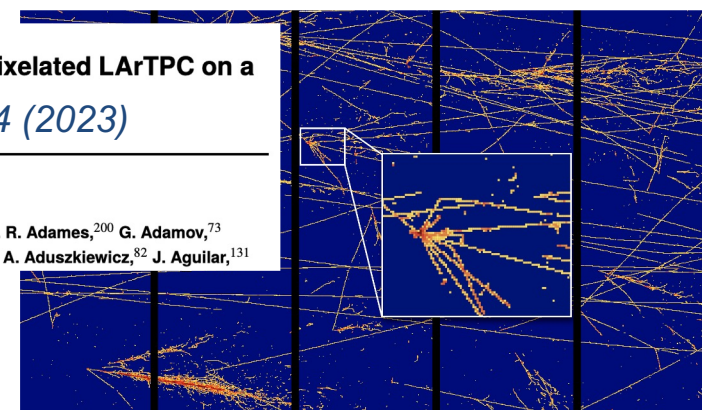 ixelated LArTPC on a
4 (2023)
R. Adames,200 G. Adamov,73
A. Aduszkiewicz,82 J. Aguilar,131